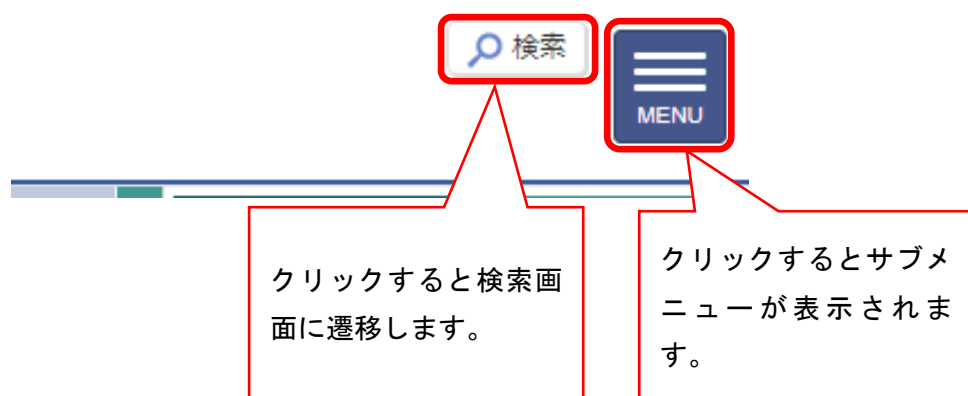 検索
MENU
クリックすると検索画
面に遷移します。
クリックするとサブメ
ニューが表示されま
す。